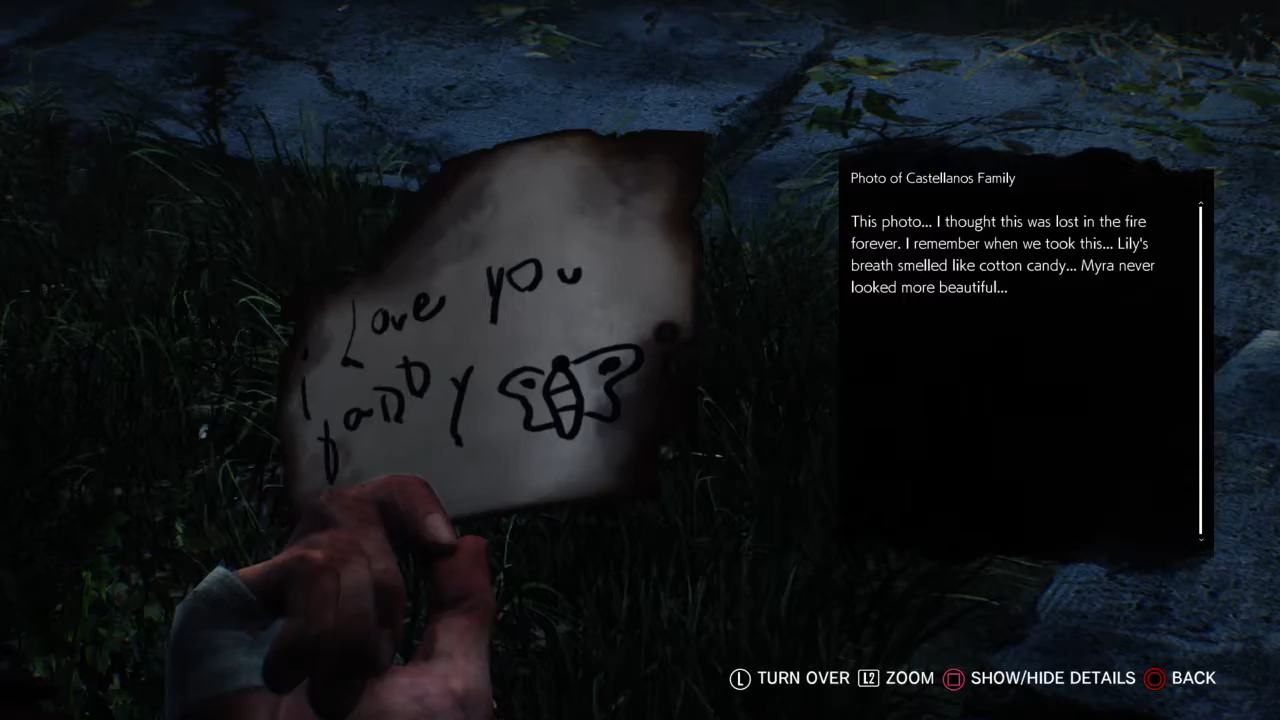 I Love you
DaDDy
Photo of Castellanos Family
This photo... I thought this was lost in the fire
forever. I remember when we took this... Lily's
breath smelled like cotton candy... Myra never
looked more beautiful...
L TURN OVER L2 ZOOM SHOW/HIDE DETAILS BACK